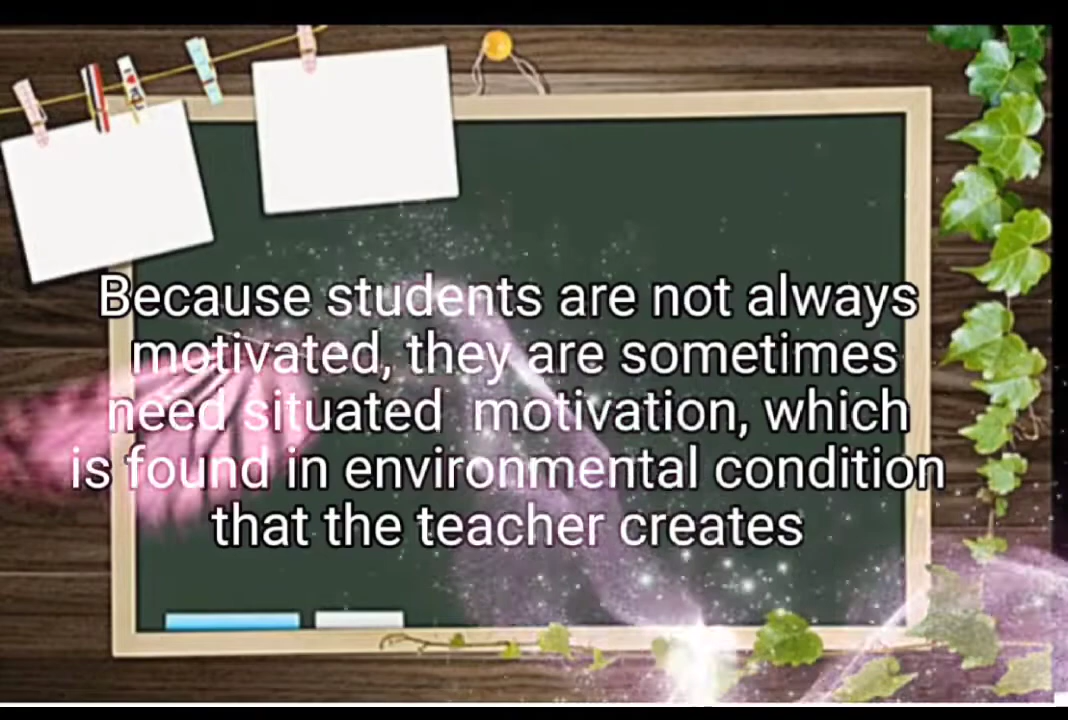 Because students are not always
motivated, they are sometimes
need situated motivation, which
is found in environmental condition
that the teacher creates